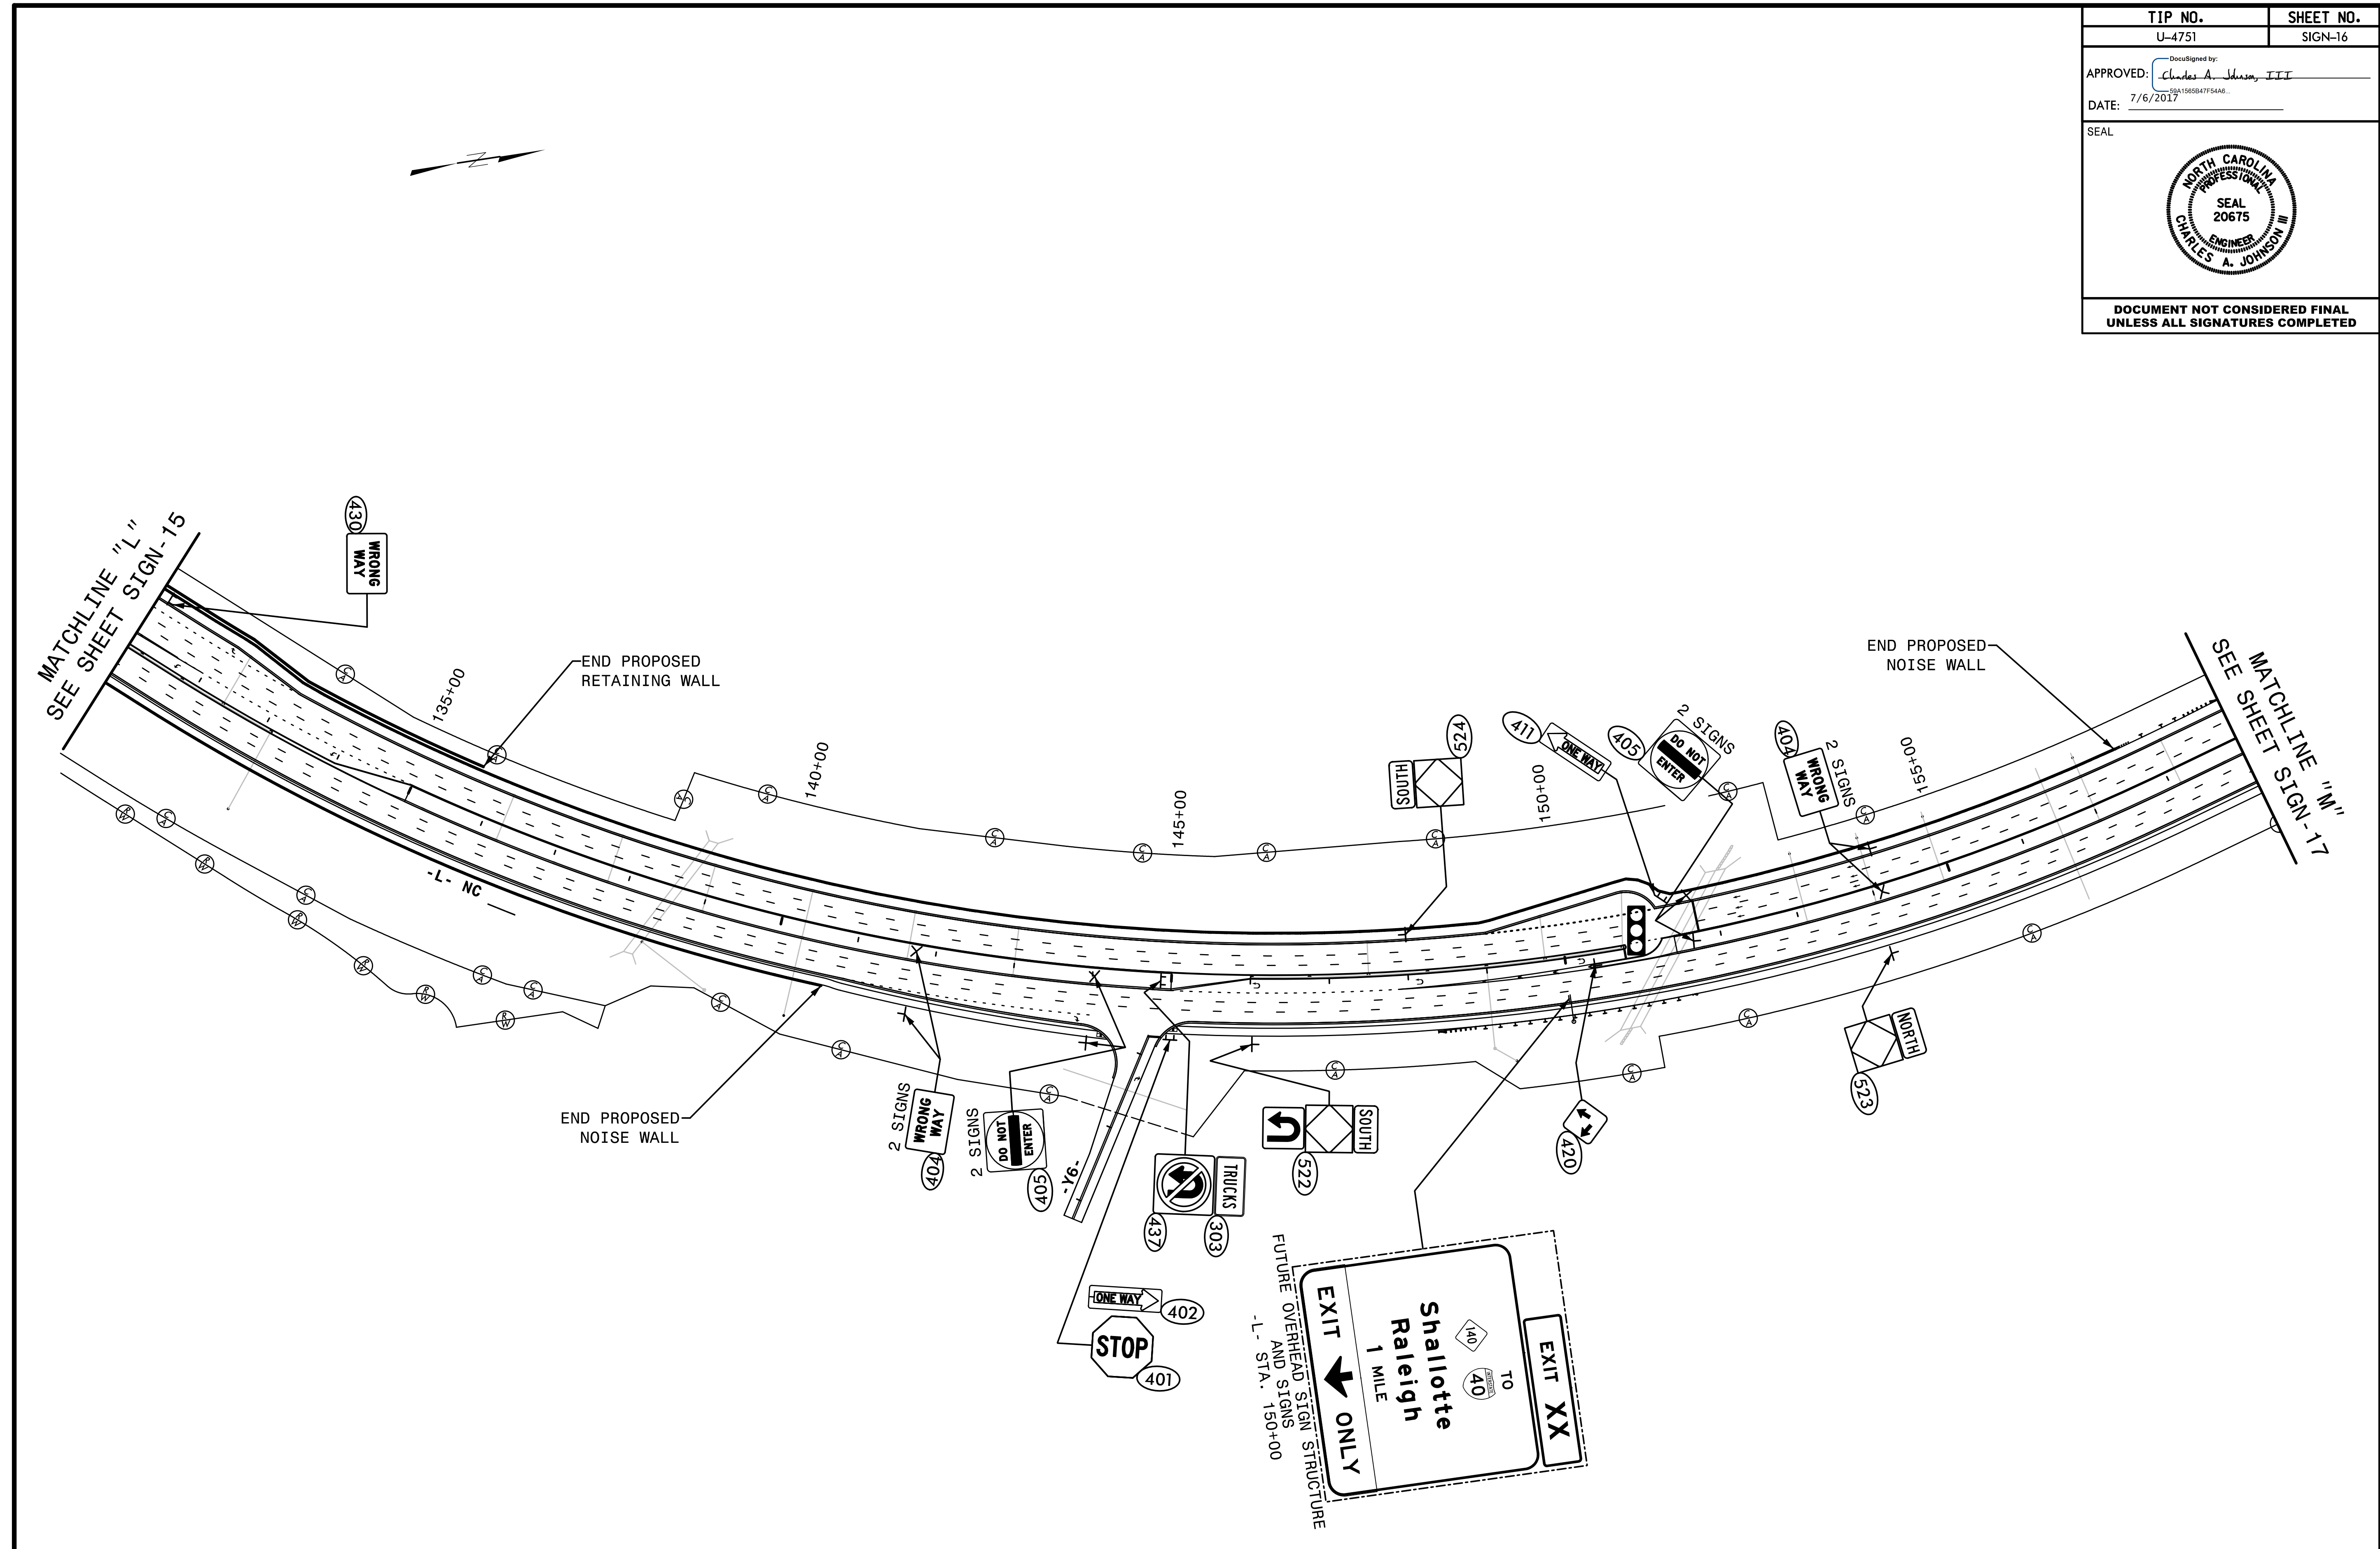 TIP NO.
SHEET NO.
U-4751
SIGN-16
APPROVED:
DocuSigned by:
Charles A. Johnson, III
59A1565B47F54A6...
DATE:
7/6/2017
SEAL
NORTH CAROLINA
PROFESSIONAL
SEAL
20675
ENGINEER
CHARLES A. JOHNSON III
DOCUMENT NOT CONSIDERED FINAL
UNLESS ALL SIGNATURES COMPLETED
N
MATCHLINE "L"
SEE SHEET SIGN-15
430
WRONG
WAY
135+00
END PROPOSED
RETAINING WALL
140+00
145+00
SOUTH
524
411
ONE WAY
405
DO NOT
ENTER
2 SIGNS
150+00
404
WRONG
WAY
2 SIGNS
155+00
END PROPOSED
NOISE WALL
MATCHLINE "M"
SEE SHEET SIGN-17
-L- NC
END PROPOSED
NOISE WALL
2 SIGNS
WRONG
WAY
404
2 SIGNS
DO NOT
ENTER
405
-Y6-
TRUCKS
437
303
SOUTH
522
420
NORTH
523
ONE WAY
402
STOP
401
EXIT XX
TO
140
INTERSTATE
40
Shallotte
Raleigh
1 MILE
EXIT ONLY
FUTURE OVERHEAD SIGN STRUCTURE
AND SIGNS
-L- STA. 150+00
C
A
C
A
C
A
C
A
C
A
C
A
C
A
C
A
C
A
C
A
R
W
C
A
R
W
C
A
R
W
R
W
C
A
R
W
C
A
R
W
C
A
C
A
C
A
C
A
C
A
C
A
C
A